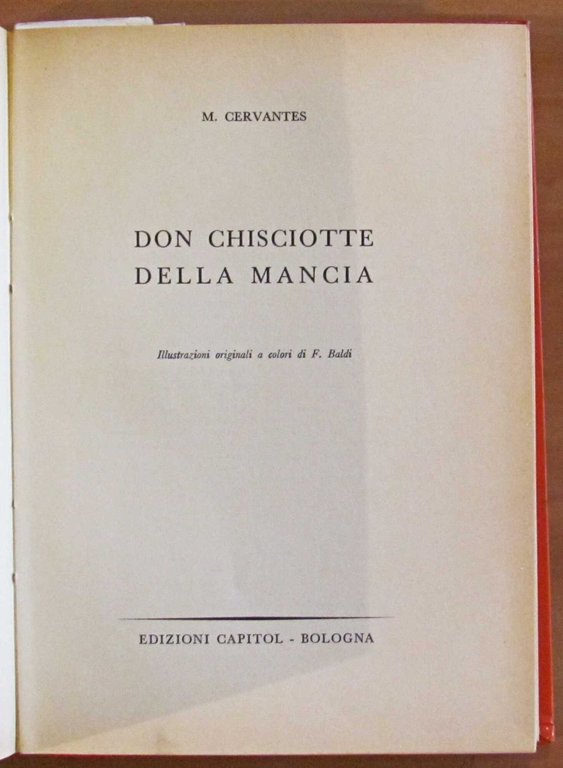 M. CERVANTES
DON CHISCIOTTE
DELLA MANCIA
Illustrazioni originali a colori di F. Baldi
EDIZIONI CAPITOL - BOLOGNA